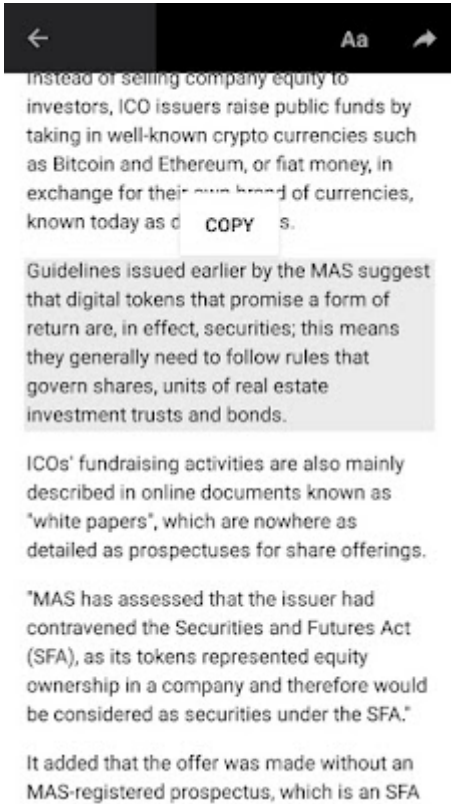 Aa
Instead of selling company equity to
investors, ICO issuers raise public funds by
taking in well-known crypto currencies such
as Bitcoin and Ethereum, or fiat money, in
exchange for their own brand of currencies,
known today as d s.
COPY
Guidelines issued earlier by the MAS suggest
that digital tokens that promise a form of
return are, in effect, securities; this means
they generally need to follow rules that
govern shares, units of real estate
investment trusts and bonds.
ICOs' fundraising activities are also mainly
described in online documents known as
"white papers", which are nowhere as
detailed as prospectuses for share offerings.
"MAS has assessed that the issuer had
contravened the Securities and Futures Act
(SFA), as its tokens represented equity
ownership in a company and therefore would
be considered as securities under the SFA."
It added that the offer was made without an
MAS-registered prospectus, which is an SFA